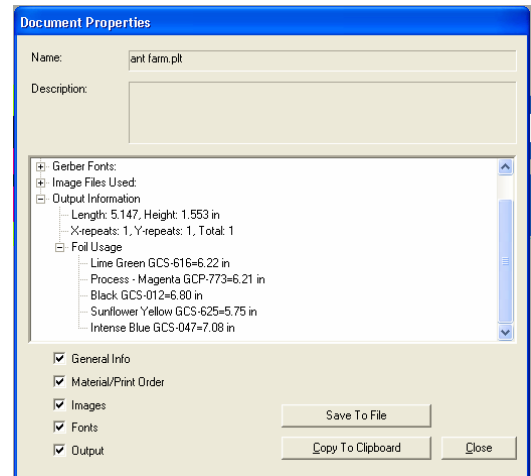 Document Properties
Name: ant farm.plt
Description:
Gerber Fonts:
Image Files Used:
Output Information
Length: 5.147, Height: 1.553 in
X-repeats: 1, Y-repeats: 1, Total: 1
Foil Usage
Lime Green GCS-616=6.22 in
Process - Magenta GCP-773=6.21 in
Black GCS-012=6.80 in
Sunflower Yellow GCS-625=5.75 in
Intense Blue GCS-047=7.08 in
General Info
Material/Print Order
Images
Fonts
Output
Save To File
Copy To Clipboard
Close